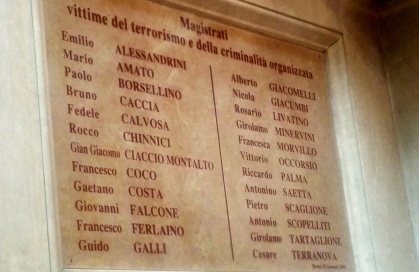 Magistrati
vittime del terrorismo e della criminalità organizzata
Emilio ALESSANDRINI
Mario AMATO
Paolo BORSELLINO
Bruno CACCIA
Fedele CALVOSA
Rocco CHINNICI
Gian Giacomo CIACCIO MONTALTO
Francesco COCO
Gaetano COSTA
Giovanni FALCONE
Francesco FERLAINO
Guido GALLI
Alberto GIACOMELLI
Nicola GIACUMBI
Rosario LIVATINO
Girolamo MINERVINI
Francesca MORVILLO
Vittorio OCCORSIO
Riccardo PALMA
Antonino SAETTA
Pietro SCAGLIONE
Antonio SCOPELLITI
Girolamo TARTAGLIONE
Cesare TERRANOVA